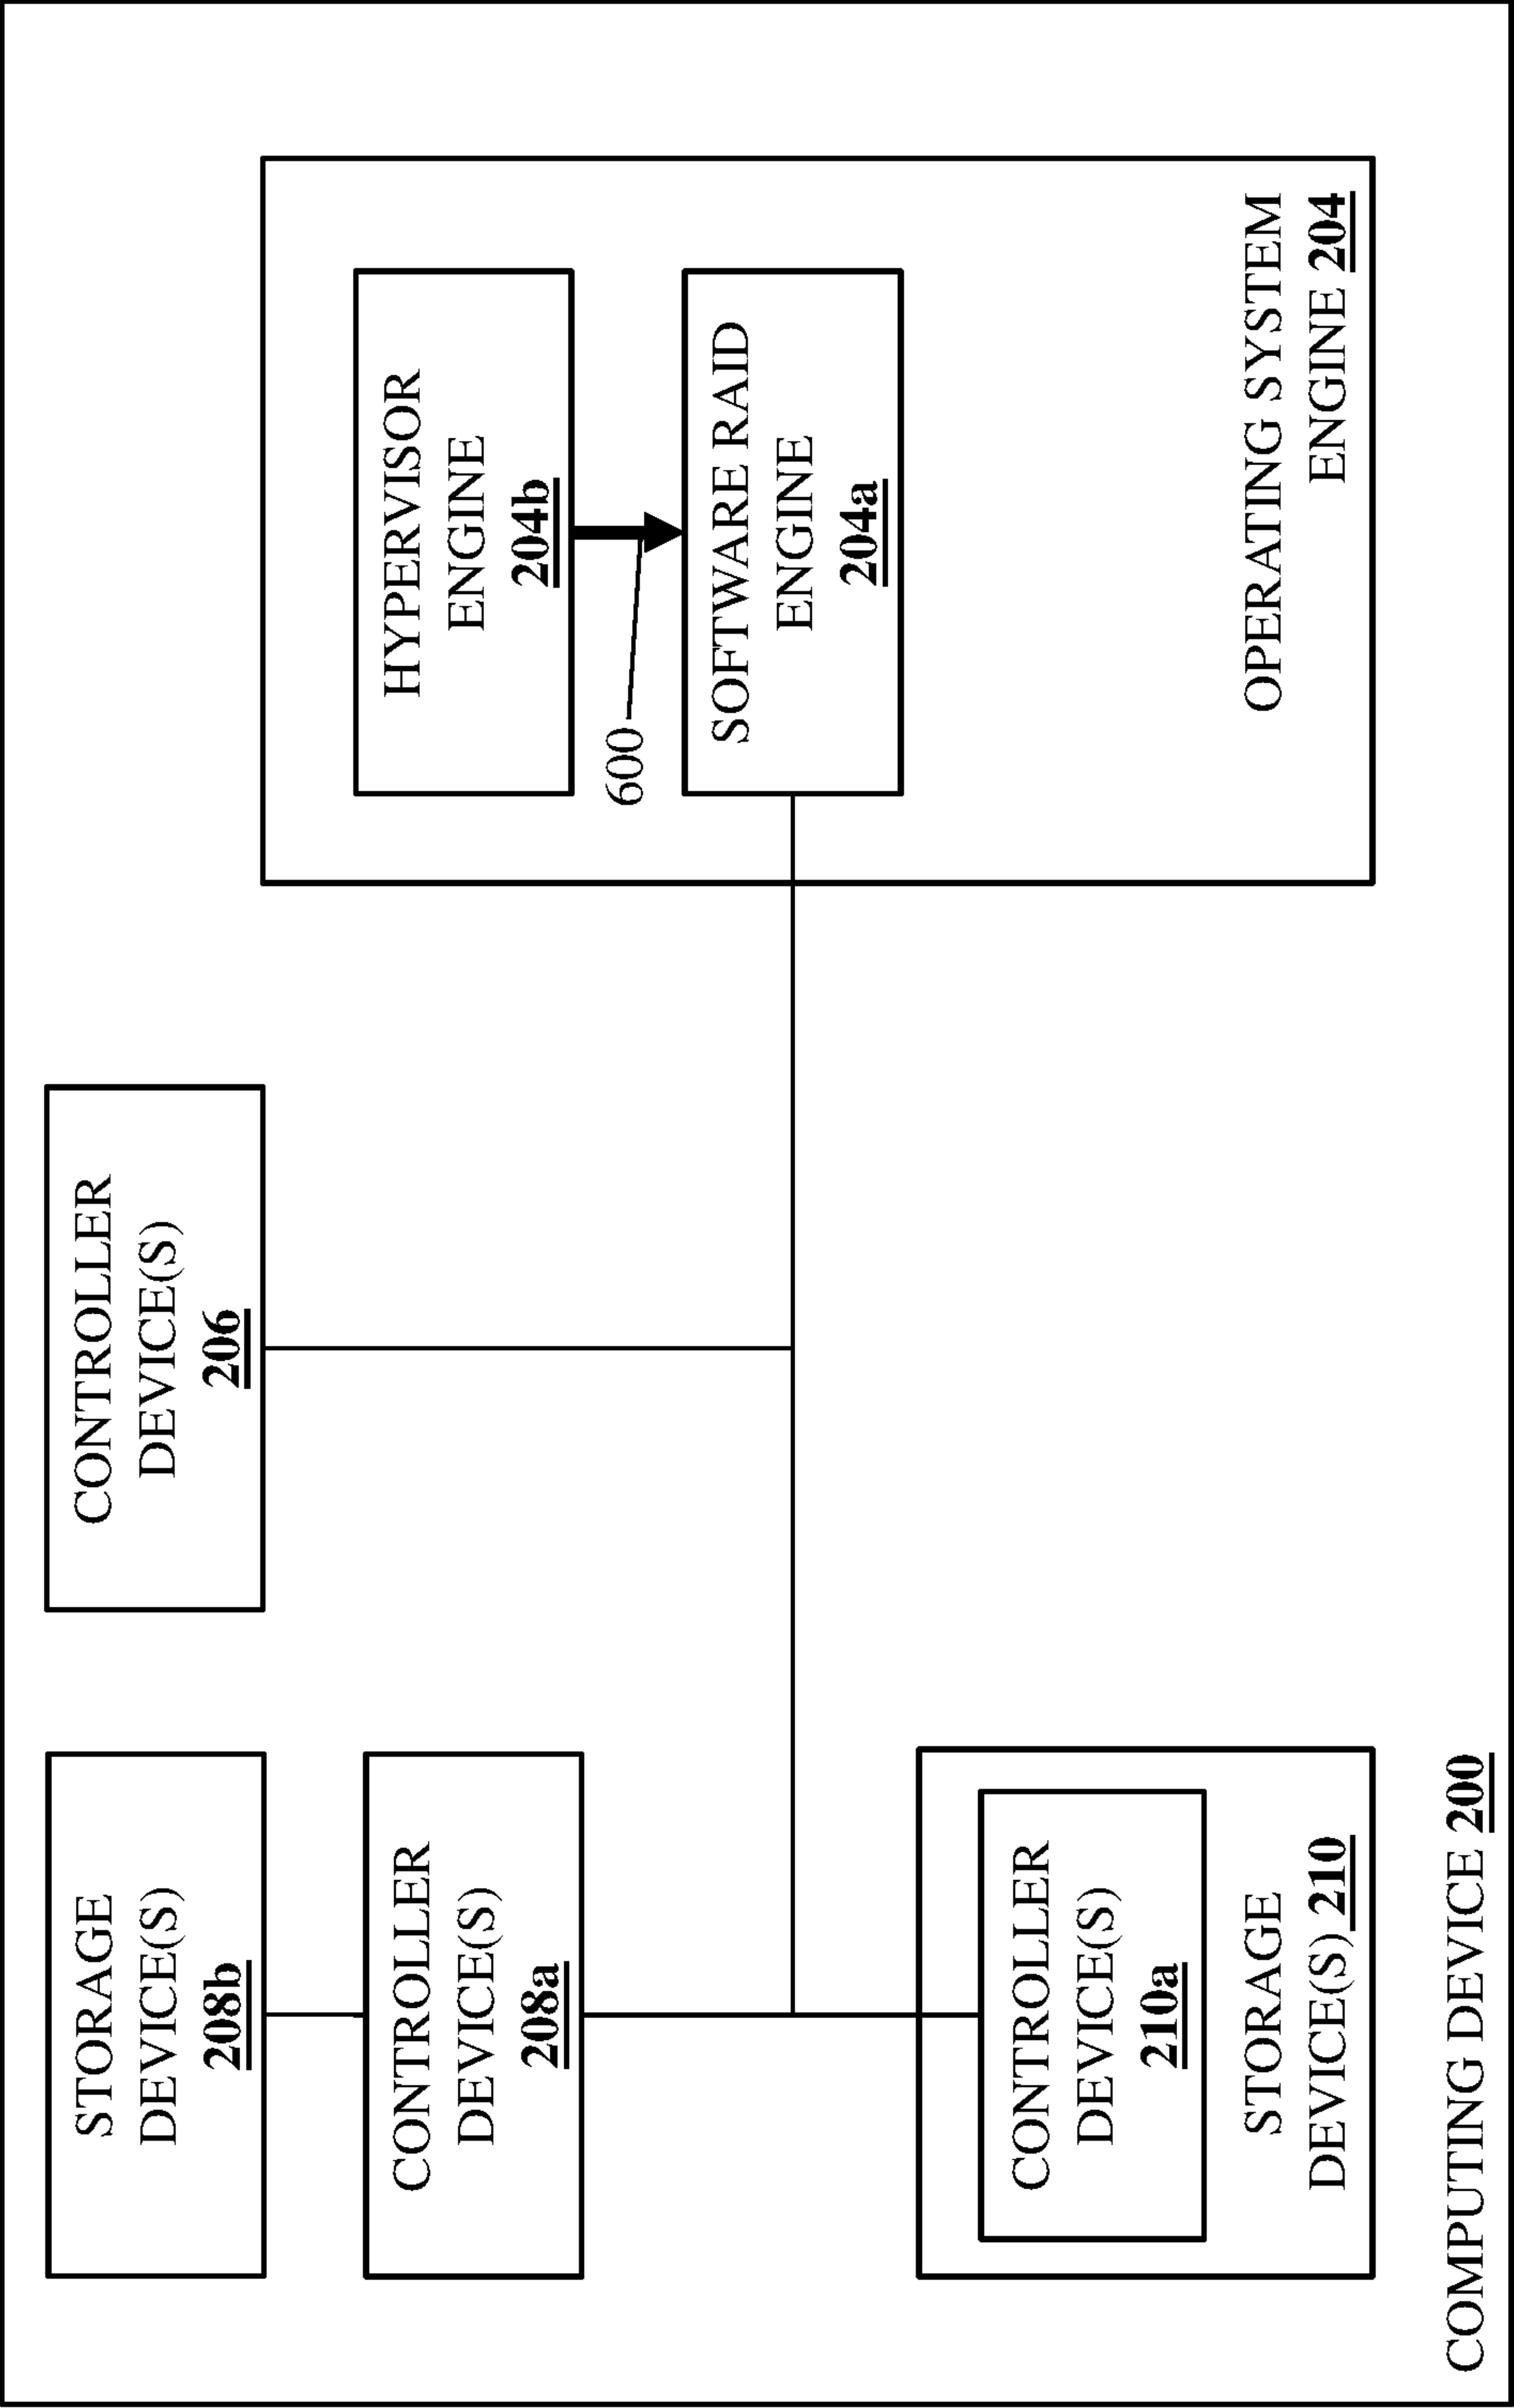 STORAGE
DEVICE(S)
208b
CONTROLLER
DEVICE(S)
208a
CONTROLLER
DEVICE(S)
210a
STORAGE
DEVICE(S) 210
CONTROLLER
DEVICE(S)
206
HYPERVISOR
ENGINE
204b
600
SOFTWARE RAID
ENGINE
204a
OPERATING SYSTEM
ENGINE 204
COMPUTING DEVICE 200